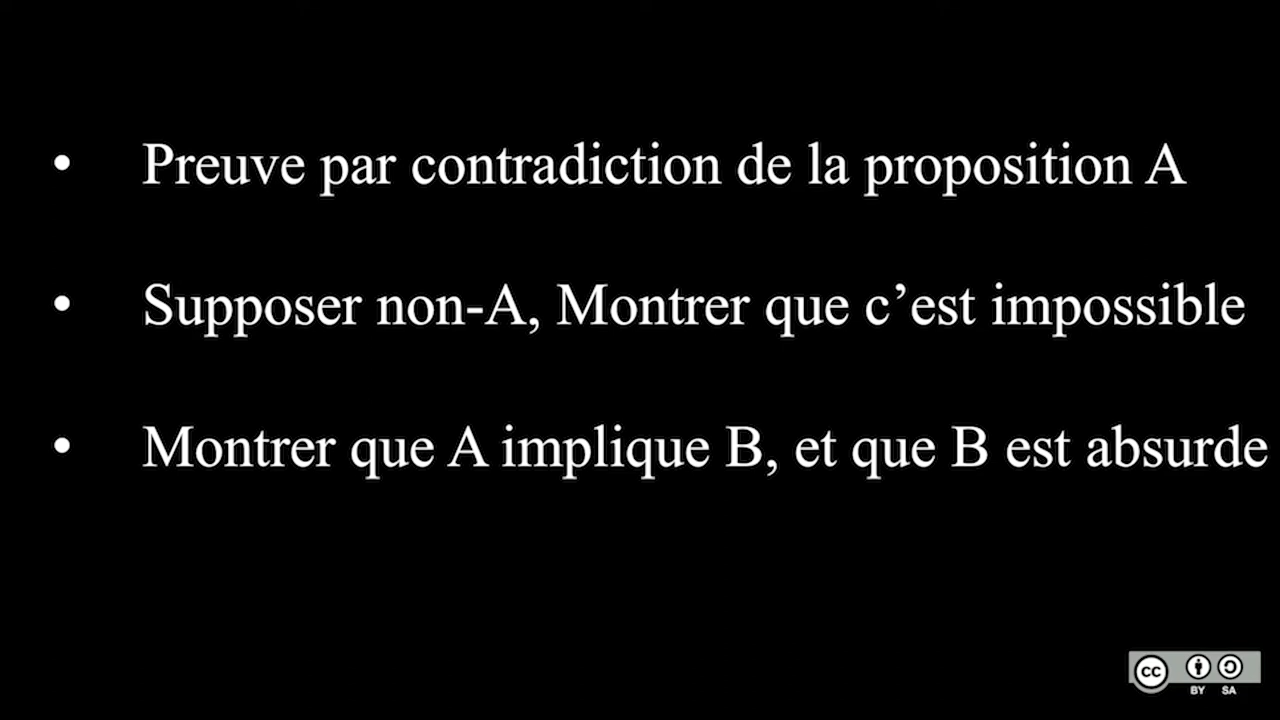 • Preuve par contradiction de la proposition A
• Supposer non-A, Montrer que c’est impossible
• Montrer que A implique B, et que B est absurde
cc BY SA